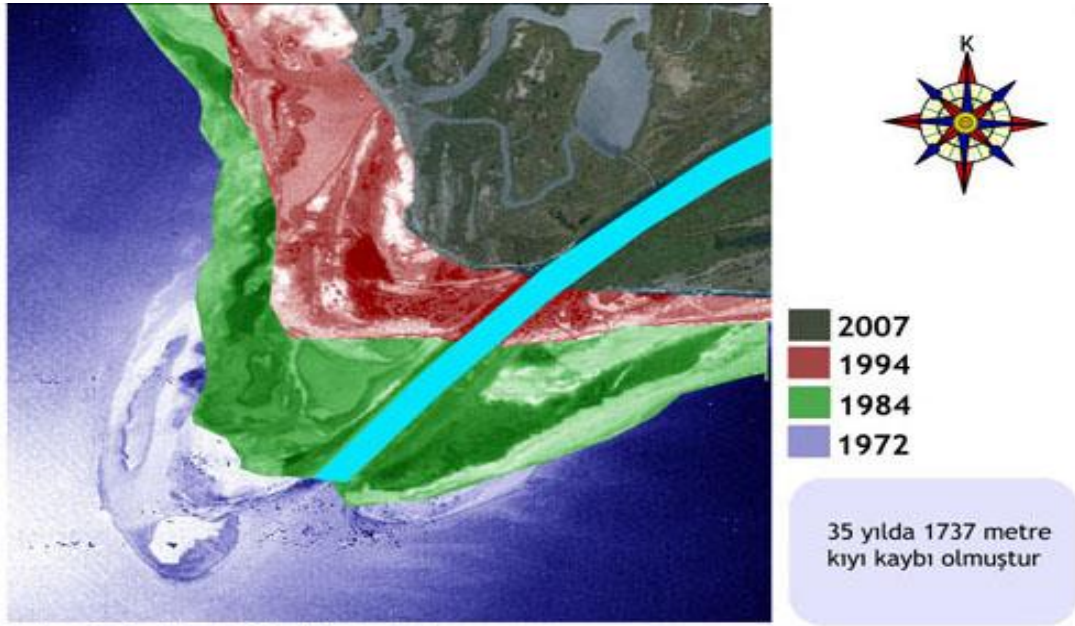 K
2007
1994
1984
1972
35 yılda 1737 metre
kıyı kaybı olmuştur